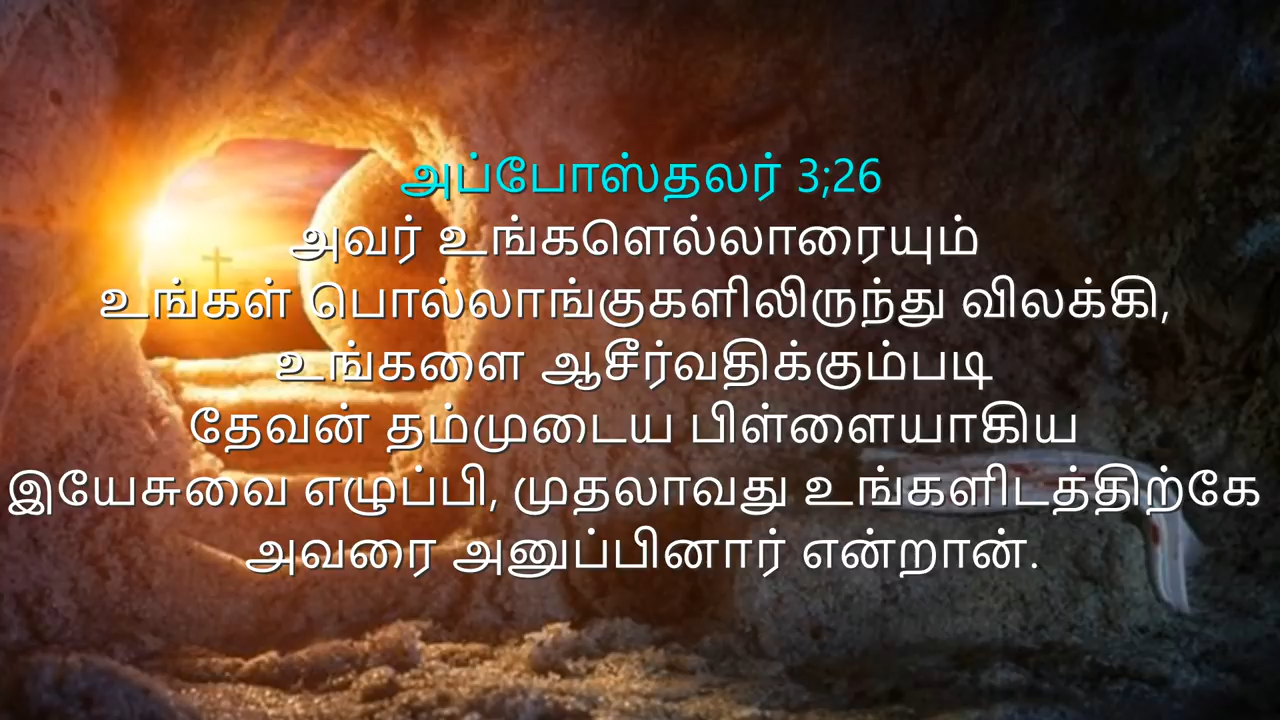 அப்போஸ்தலர் 3;26
அவர் உங்களெல்லாரையும்
உங்கள் பொல்லாங்குகளிலிருந்து விலக்கி,
உங்களை ஆசீர்வதிக்கும்படி
தேவன் தம்முடைய பிள்ளையாகிய
இயேசுவை எழுப்பி, முதலாவது உங்களிடத்திற்கே
அவரை அனுப்பினார் என்றான்.